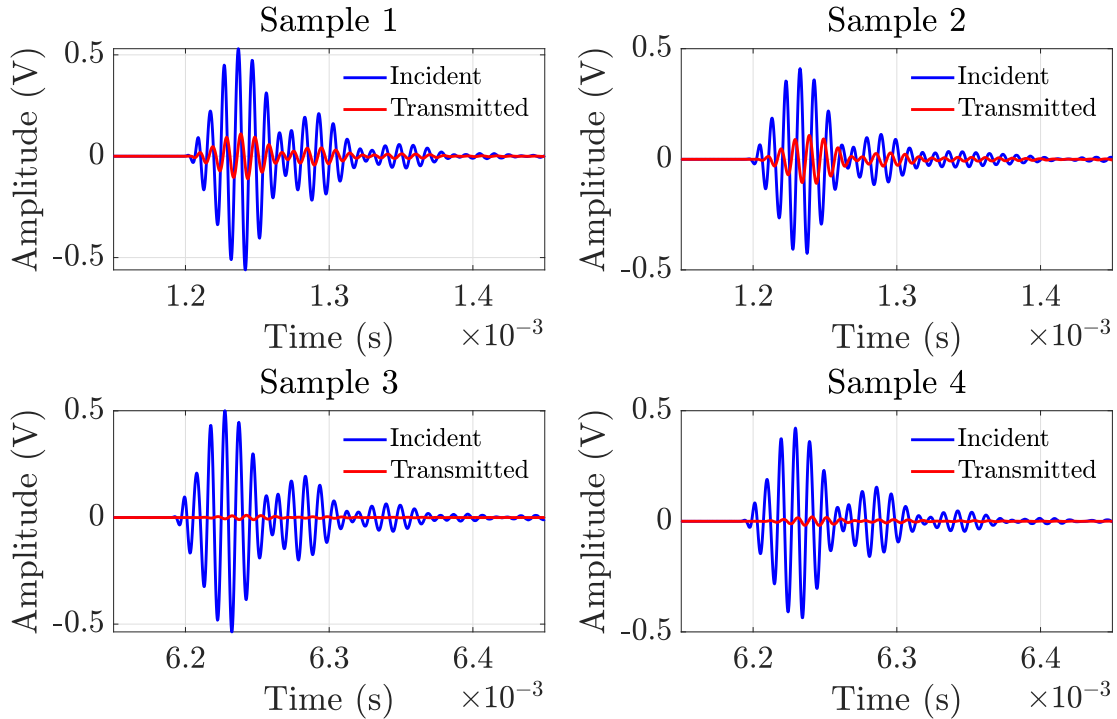 Sample 1
Amplitude (V)
0.5
0
-0.5
Incident
Transmitted
1.2
1.3
1.4
Time (s)
×10⁻³
Sample 2
Amplitude (V)
0.5
0
-0.5
Incident
Transmitted
1.2
1.3
1.4
Time (s)
×10⁻³
Sample 3
Amplitude (V)
0.5
0
-0.5
Incident
Transmitted
6.2
6.3
6.4
Time (s)
×10⁻³
Sample 4
Amplitude (V)
0.5
0
-0.5
Incident
Transmitted
6.2
6.3
6.4
Time (s)
×10⁻³